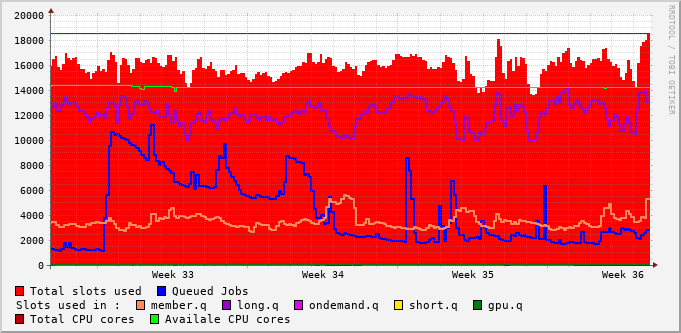 20000
18000
16000
14000
12000
10000
8000
6000
4000
2000
0
Week 33 Week 34 Week 35 Week 36
RRDTOOL / TOBI OETIKER
Total slots used Queued Jobs
Slots used in : member.q long.q ondemand.q short.q gpu.q
Total CPU cores Availale CPU cores